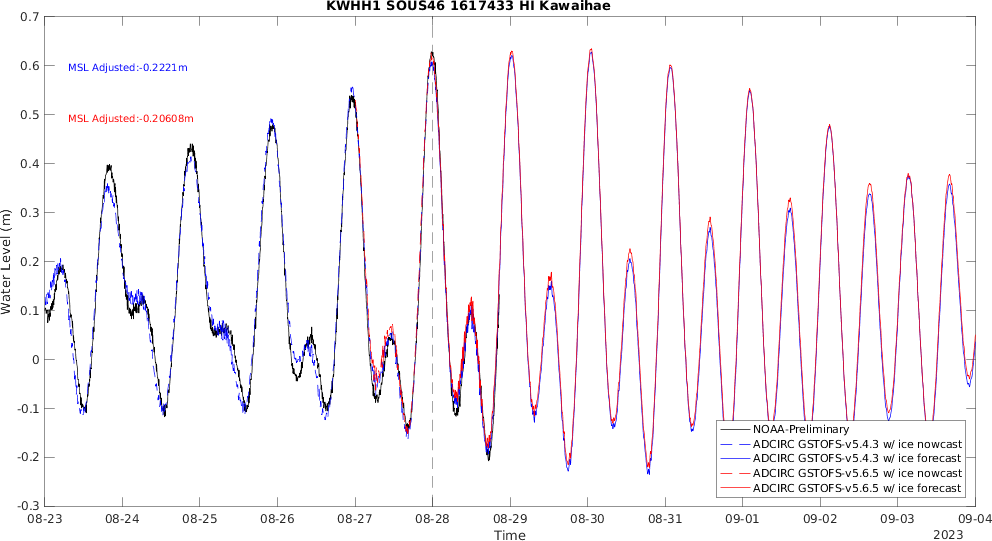 KWHH1 SOUS46 1617433 HI Kawaihae
0.7
0.6
0.5
0.4
0.3
0.2
0.1
0
-0.1
-0.2
-0.3
Water Level (m)
MSL Adjusted:-0.2221m
MSL Adjusted:-0.20608m
NOAA-Preliminary
ADCIRC GSTOFS-v5.4.3 w/ ice nowcast
ADCIRC GSTOFS-v5.4.3 w/ ice forecast
ADCIRC GSTOFS-v5.6.5 w/ ice nowcast
ADCIRC GSTOFS-v5.6.5 w/ ice forecast
08-23 08-24 08-25 08-26 08-27 08-28 08-29 08-30 08-31 09-01 09-02 09-03 09-04
Time
2023